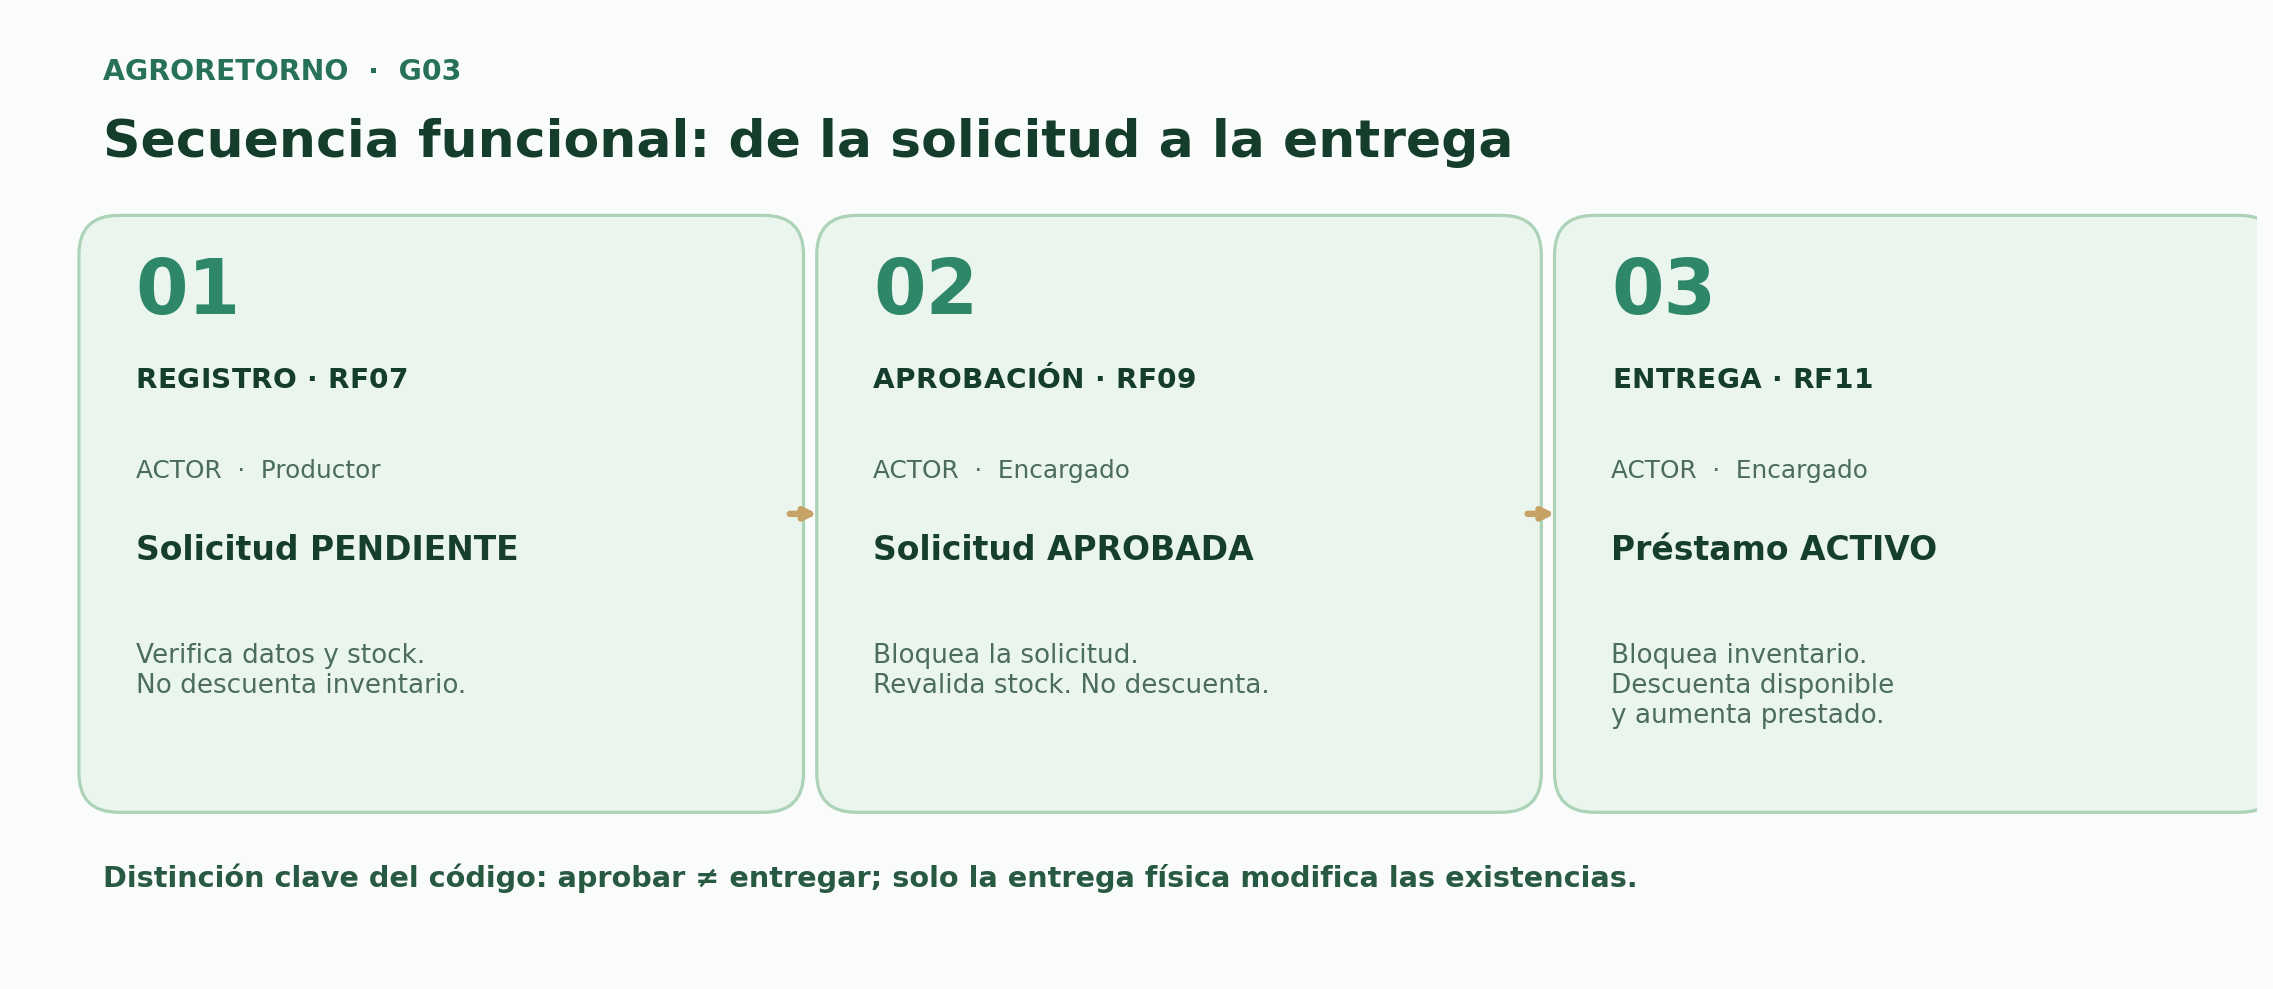 AGRORETORNO · G03
Secuencia funcional: de la solicitud a la entrega
01
REGISTRO · RF07
ACTOR · Productor
Solicitud PENDIENTE
Verifica datos y stock.
No descuenta inventario.
02
APROBACIÓN · RF09
ACTOR · Encargado
Solicitud APROBADA
Bloquea la solicitud.
Revalida stock. No descuenta.
03
ENTREGA · RF11
ACTOR · Encargado
Préstamo ACTIVO
Bloquea inventario.
Descuenta disponible
y aumenta prestado.
Distinción clave del código: aprobar ≠ entregar; solo la entrega física modifica las existencias.